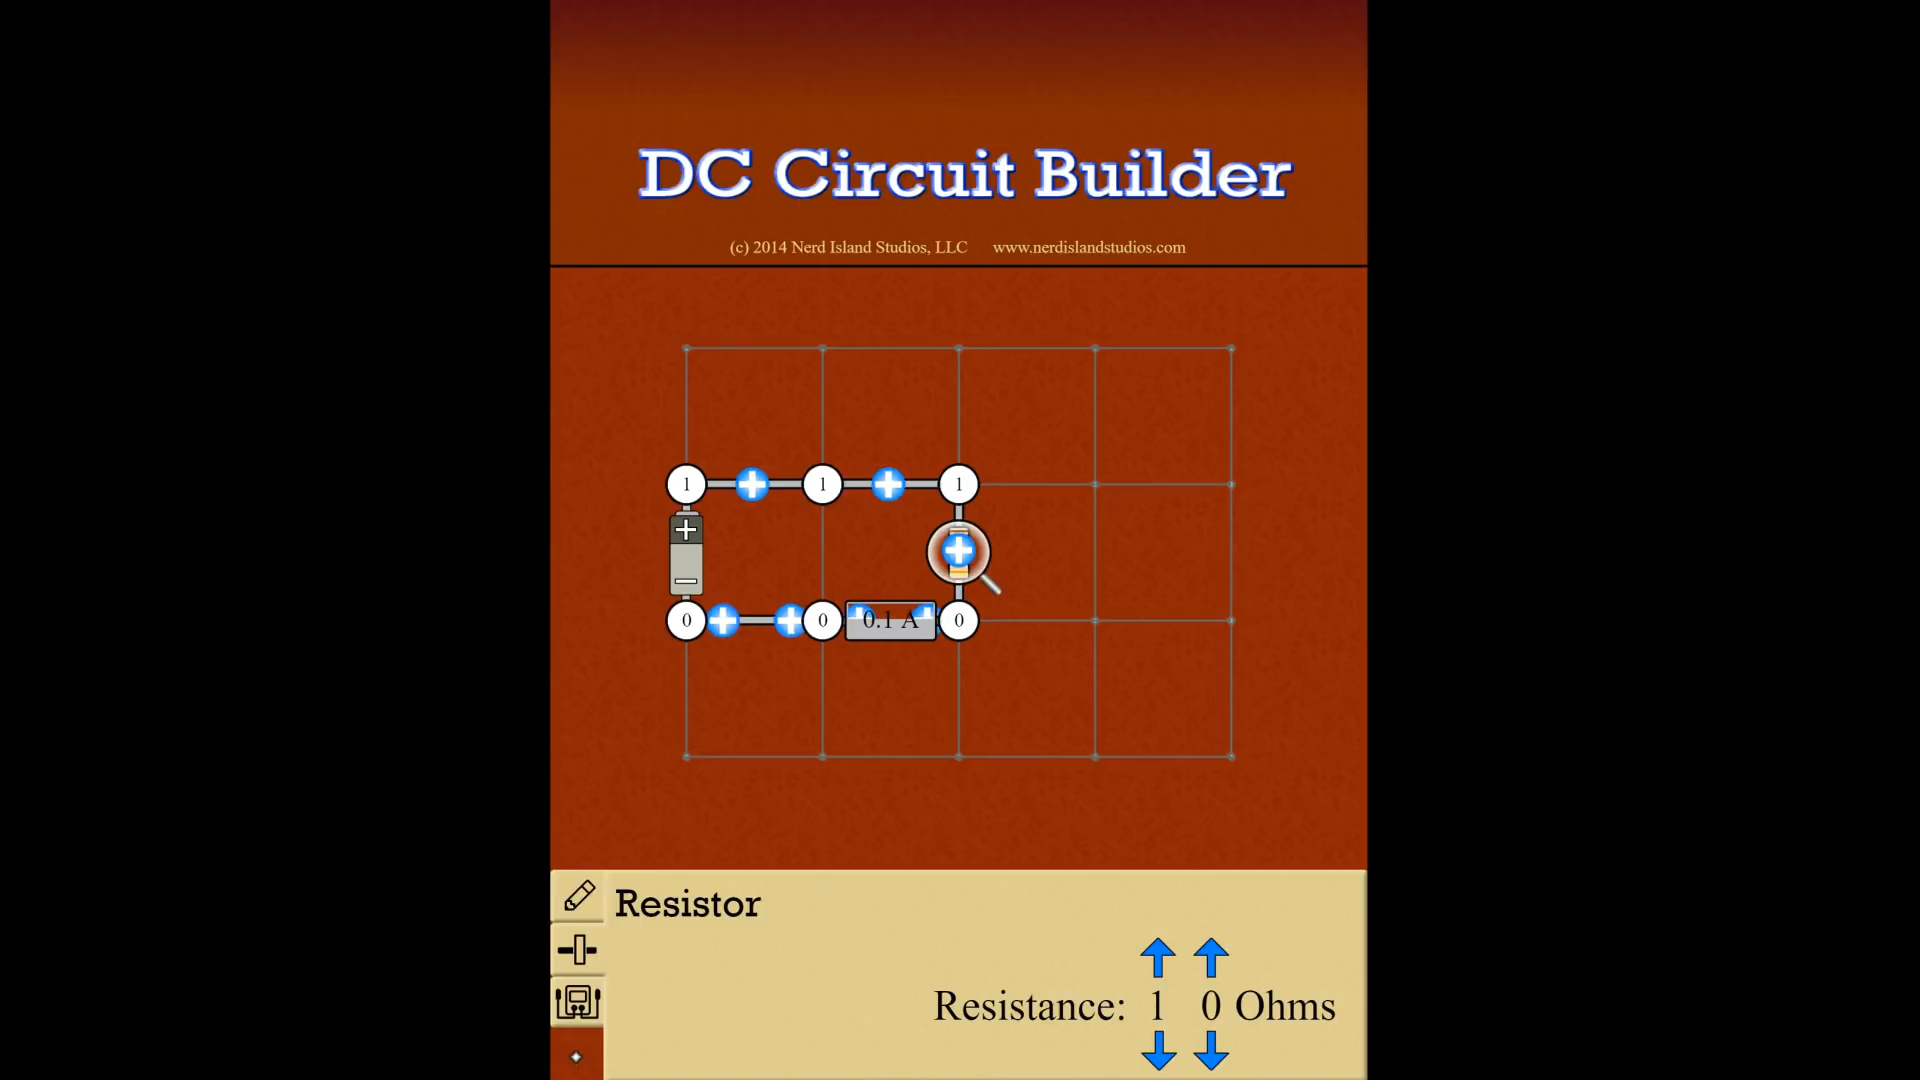 DC Circuit Builder
(c) 2014 Nerd Island Studios, LLC www.nerdislandstudios.com
1 1 1
0 0 0.1 A 0
Resistor
Resistance: 1 0 Ohms